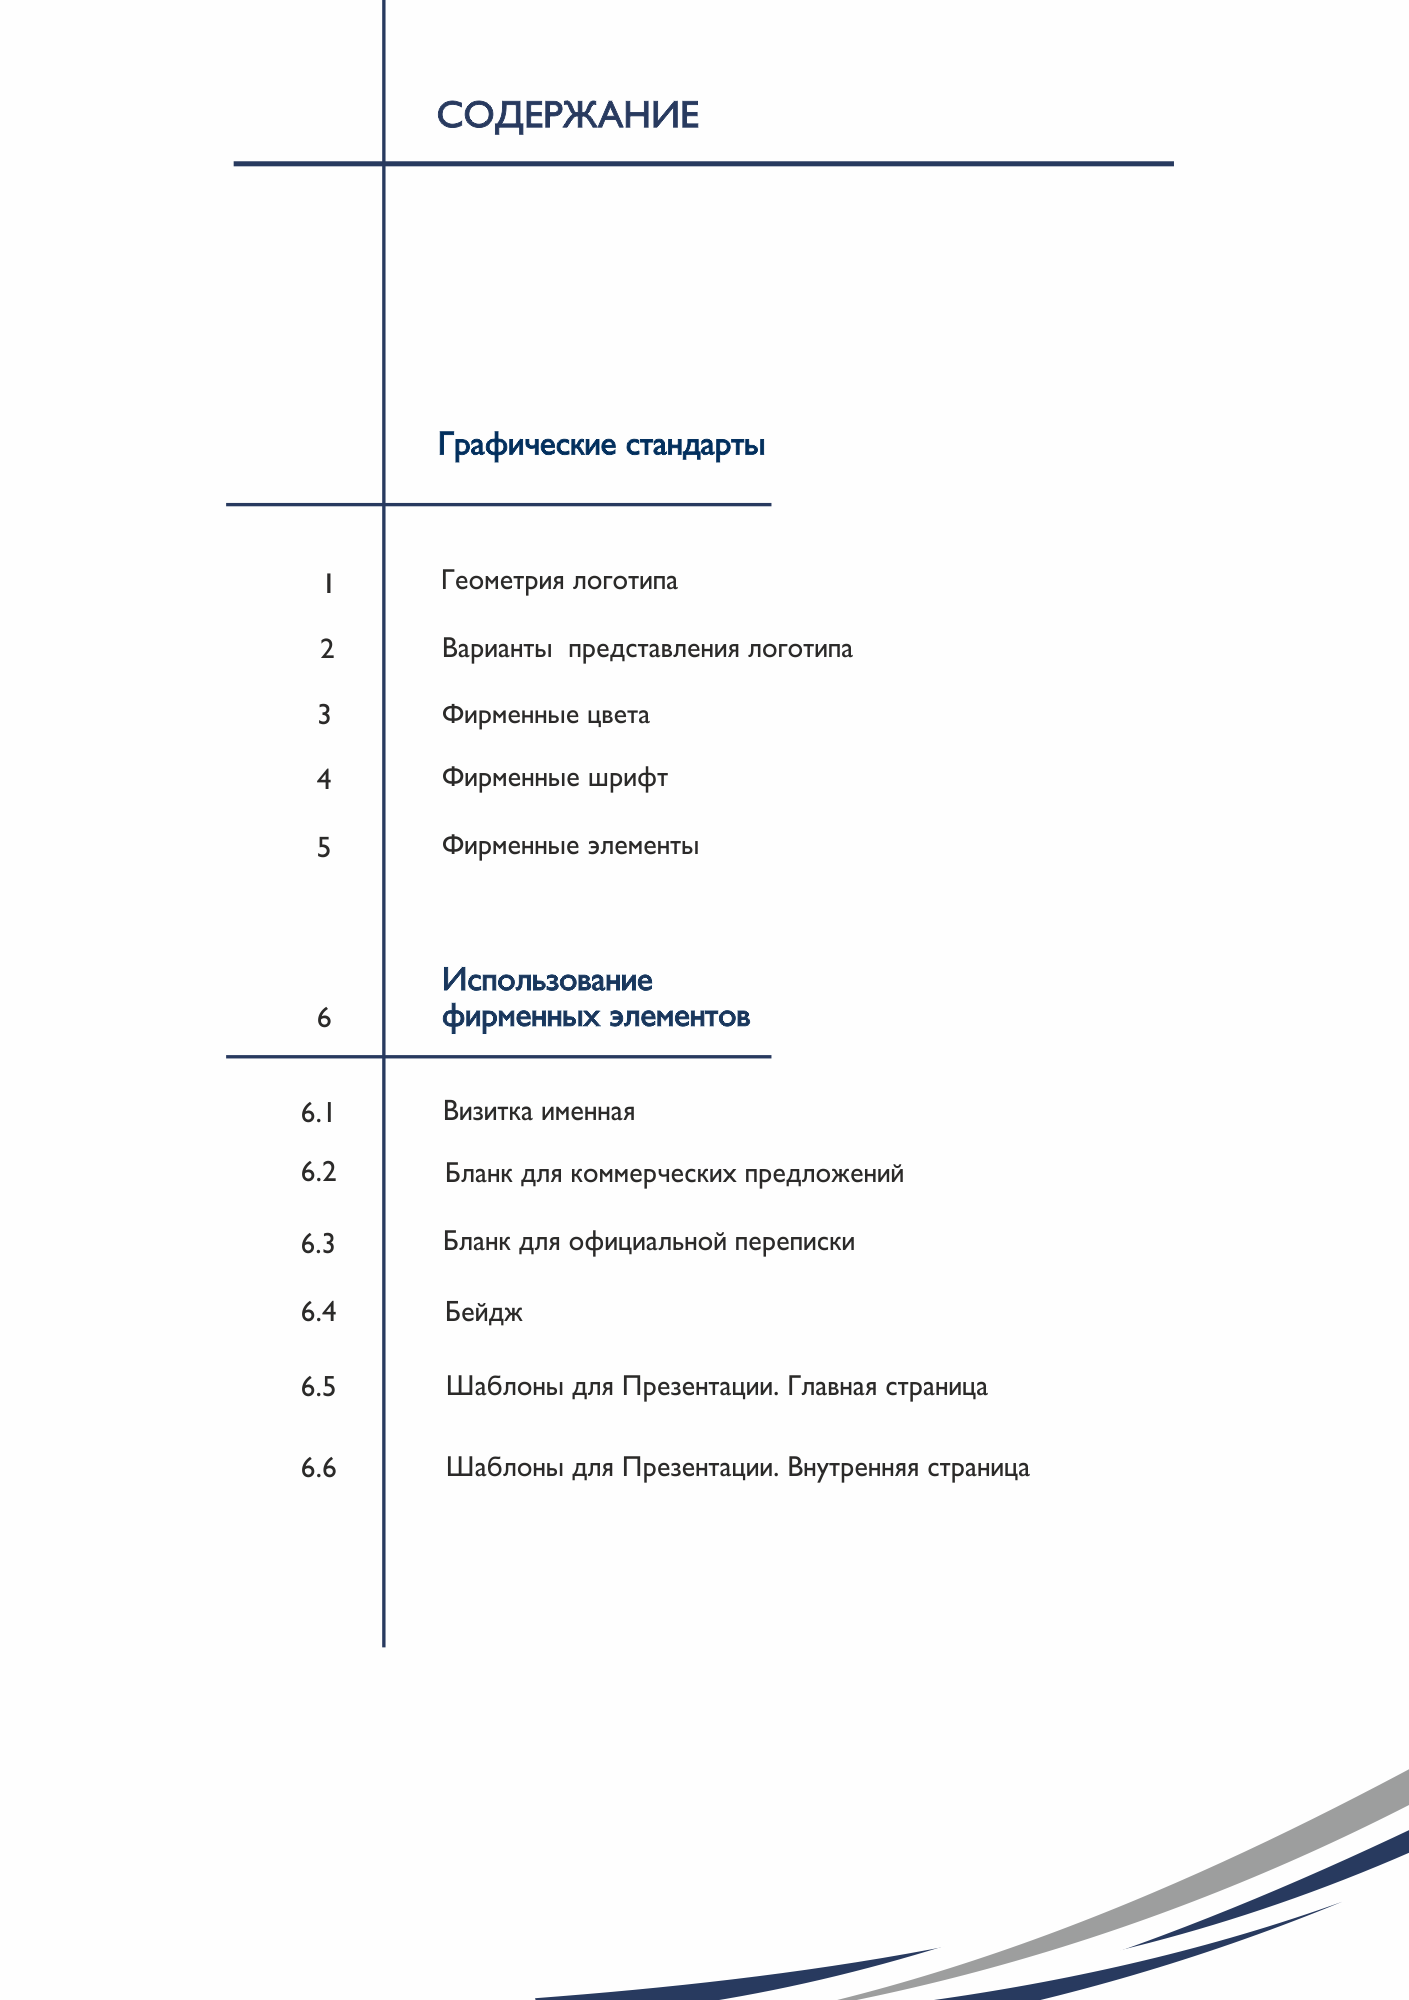 СОДЕРЖАНИЕ
Графические стандарты
1 Геометрия логотипа
2 Варианты представления логотипа
3 Фирменные цвета
4 Фирменные шрифт
5 Фирменные элементы
Использование
6 фирменных элементов
6.1 Визитка именная
6.2 Бланк для коммерческих предложений
6.3 Бланк для официальной переписки
6.4 Бейдж
6.5 Шаблоны для Презентации. Главная страница
6.6 Шаблоны для Презентации. Внутренняя страница